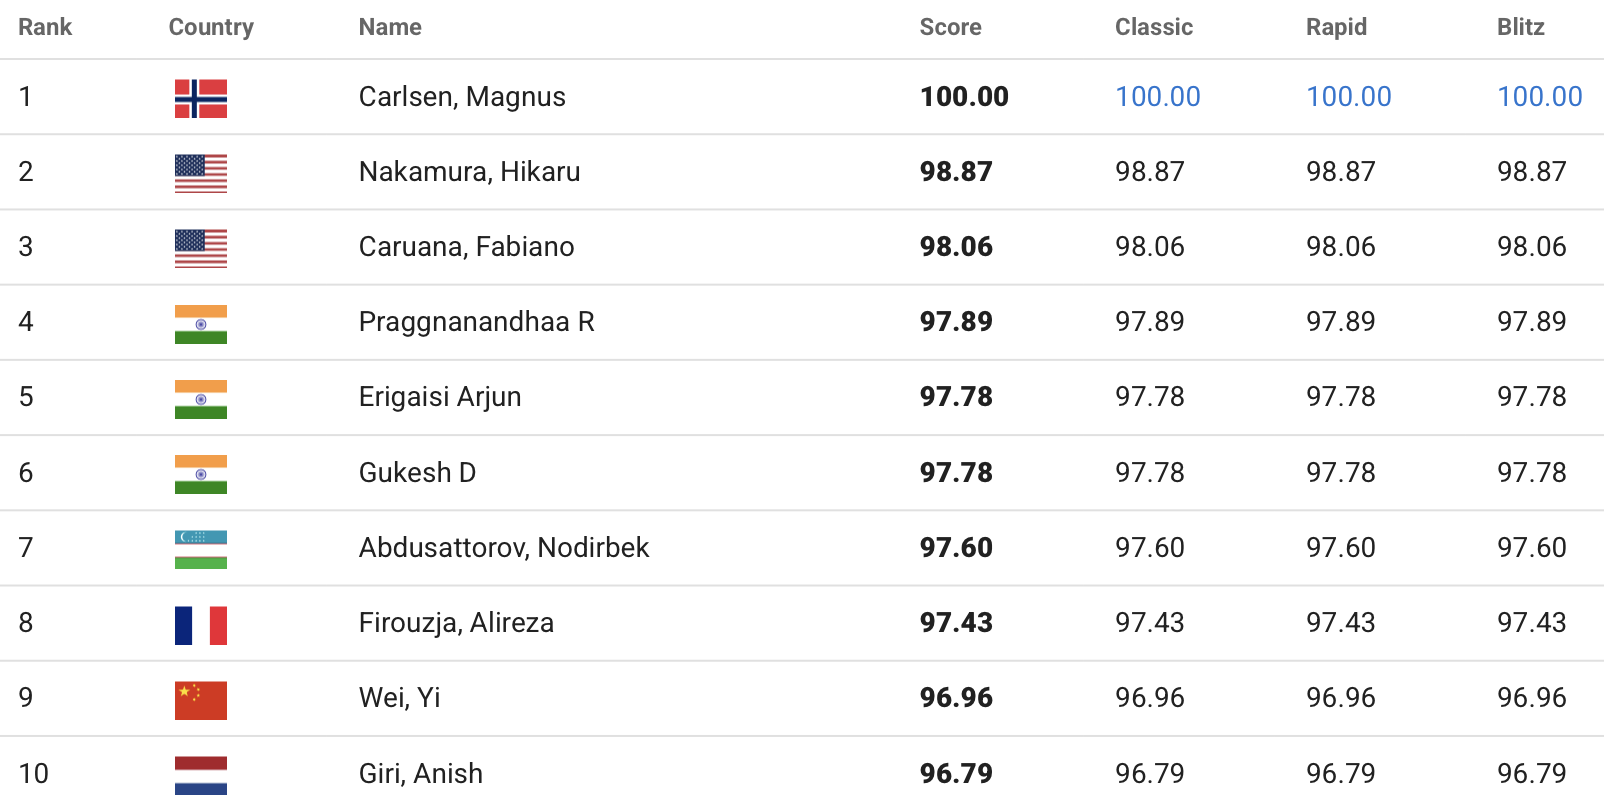 Rank Country Name Score Classic Rapid Blitz
1 Carlsen, Magnus 100.00 100.00 100.00 100.00
2 Nakamura, Hikaru 98.87 98.87 98.87 98.87
3 Caruana, Fabiano 98.06 98.06 98.06 98.06
4 Praggnanandhaa R 97.89 97.89 97.89 97.89
5 Erigaisi Arjun 97.78 97.78 97.78 97.78
6 Gukesh D 97.78 97.78 97.78 97.78
7 Abdusattorov, Nodirbek 97.60 97.60 97.60 97.60
8 Firouzja, Alireza 97.43 97.43 97.43 97.43
9 Wei, Yi 96.96 96.96 96.96 96.96
10 Giri, Anish 96.79 96.79 96.79 96.79